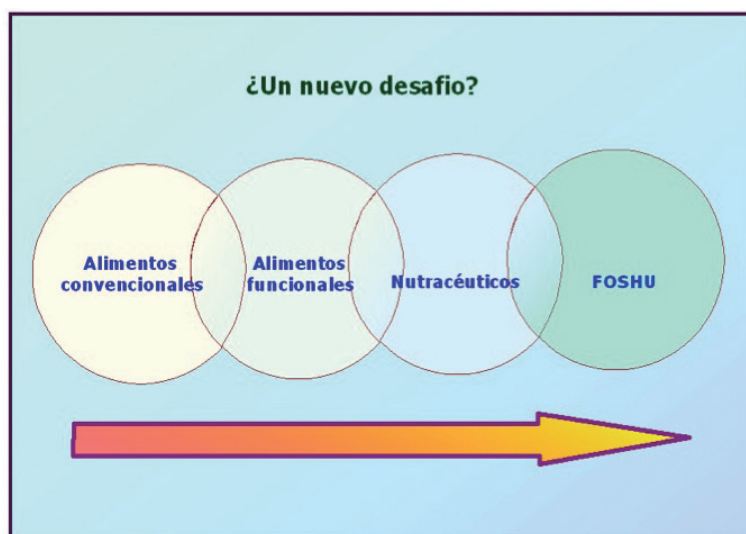 ¿Un nuevo desafio?
Alimentos
convencionales
Alimentos
funcionales
Nutracéuticos
FOSHU